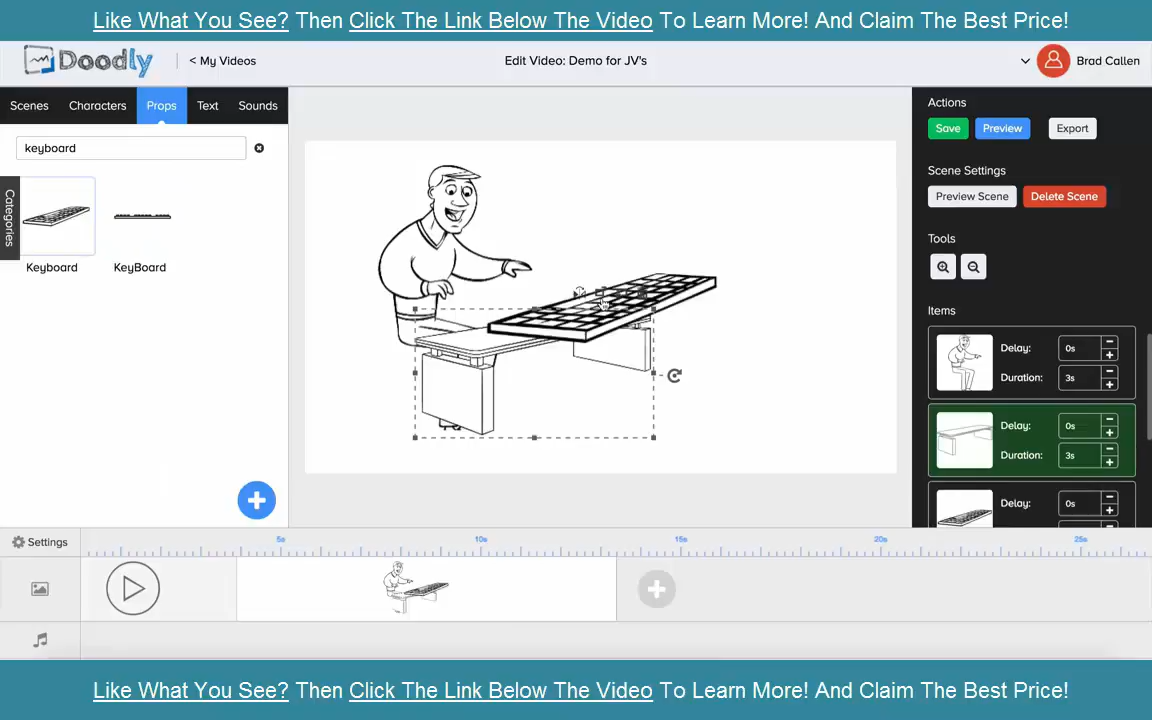 Like What You See? Then Click The Link Below The Video To Learn More! And Claim The Best Price!
Doodly
< My Videos
Edit Video: Demo for JV's
Brad Callen
Scenes
Characters
Props
Text
Sounds
keyboard
Categories
Keyboard
KeyBoard
Actions
Save
Preview
Export
Scene Settings
Preview Scene
Delete Scene
Tools
Items
Delay:
0s
Duration:
3s
Delay:
0s
Duration:
3s
Delay:
0s
Settings
5s
10s
15s
20s
25s
Like What You See? Then Click The Link Below The Video To Learn More! And Claim The Best Price!